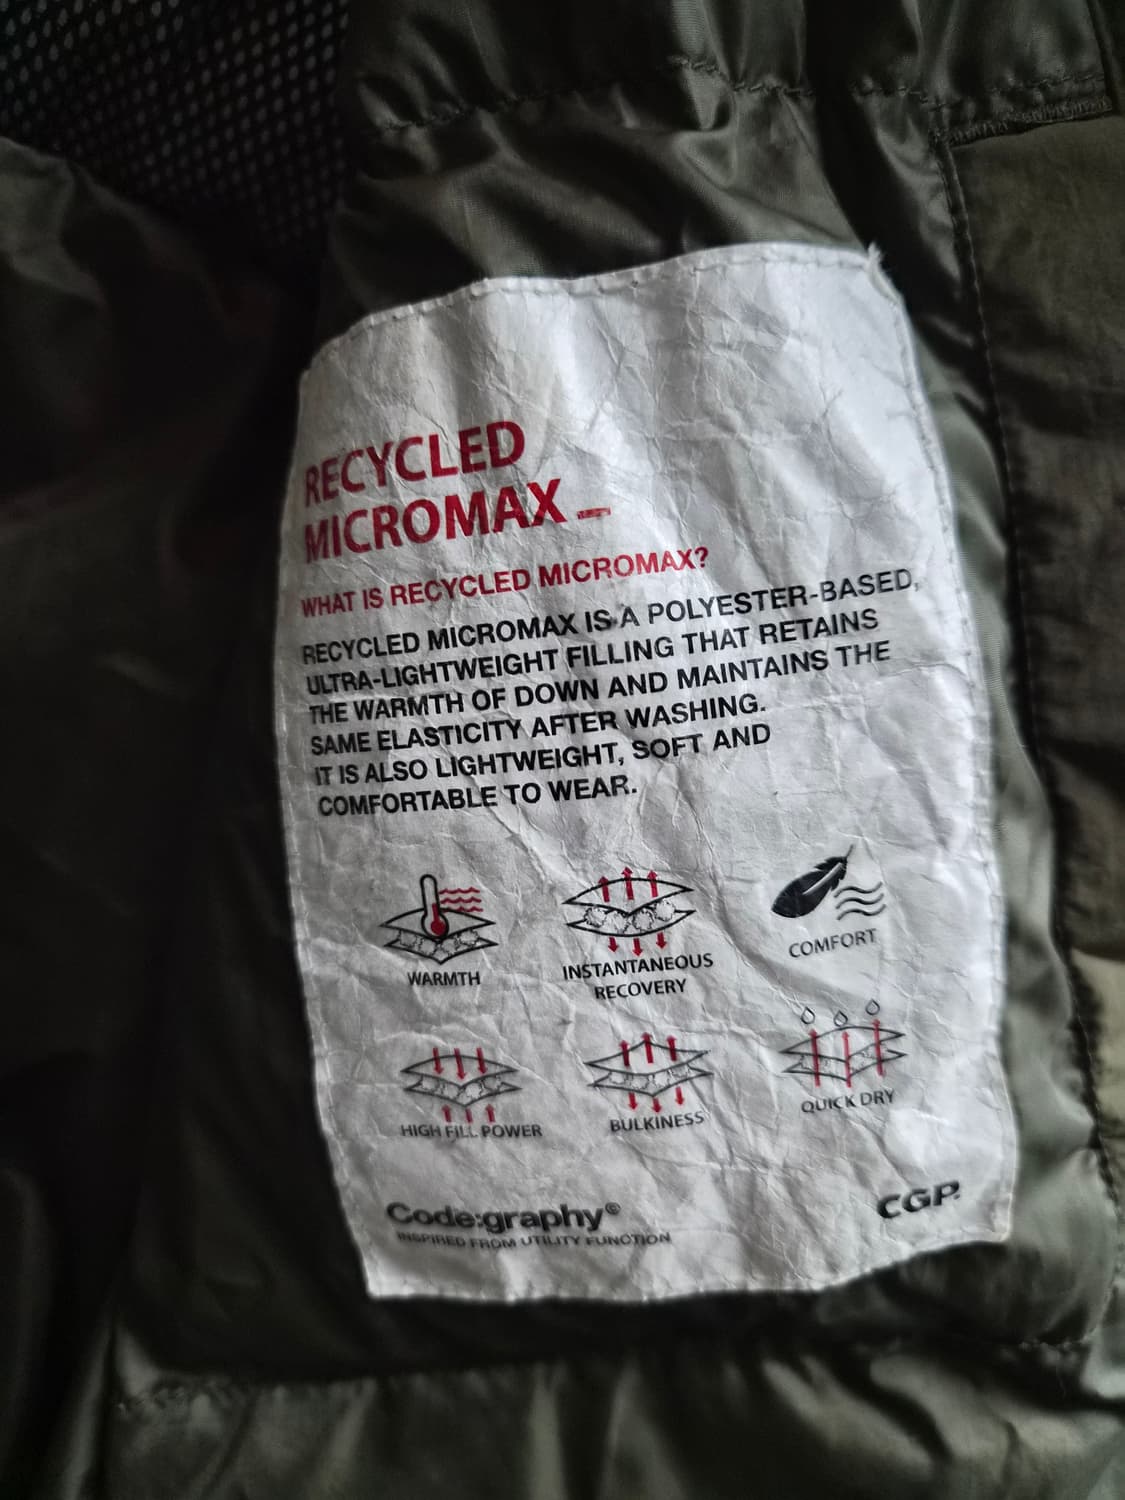 RECYCLED
MICROMAX_
WHAT IS RECYCLED MICROMAX?
RECYCLED MICROMAX IS A POLYESTER-BASED,
ULTRA-LIGHTWEIGHT FILLING THAT RETAINS
THE WARMTH OF DOWN AND MAINTAINS THE
SAME ELASTICITY AFTER WASHING.
IT IS ALSO LIGHTWEIGHT, SOFT AND
COMFORTABLE TO WEAR.
WARMTH
INSTANTANEOUS
RECOVERY
COMFORT
HIGH FILL POWER
BULKINESS
QUICK DRY
Code:graphy®
INSPIRED FROM UTILITY FUNCTION
CGP.